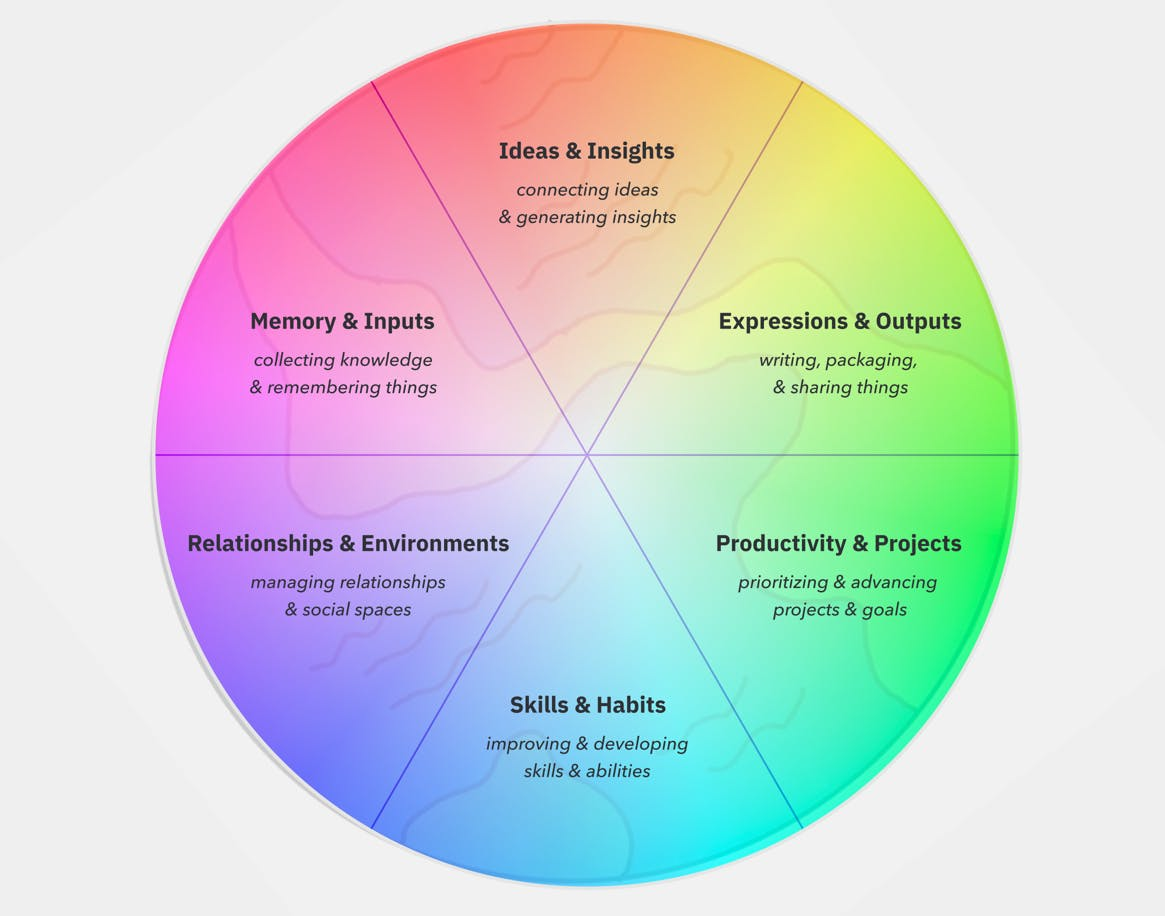 Ideas & Insights
connecting ideas
& generating insights
Memory & Inputs
collecting knowledge
& remembering things
Expressions & Outputs
writing, packaging,
& sharing things
Relationships & Environments
managing relationships
& social spaces
Productivity & Projects
prioritizing & advancing
projects & goals
Skills & Habits
improving & developing
skills & abilities